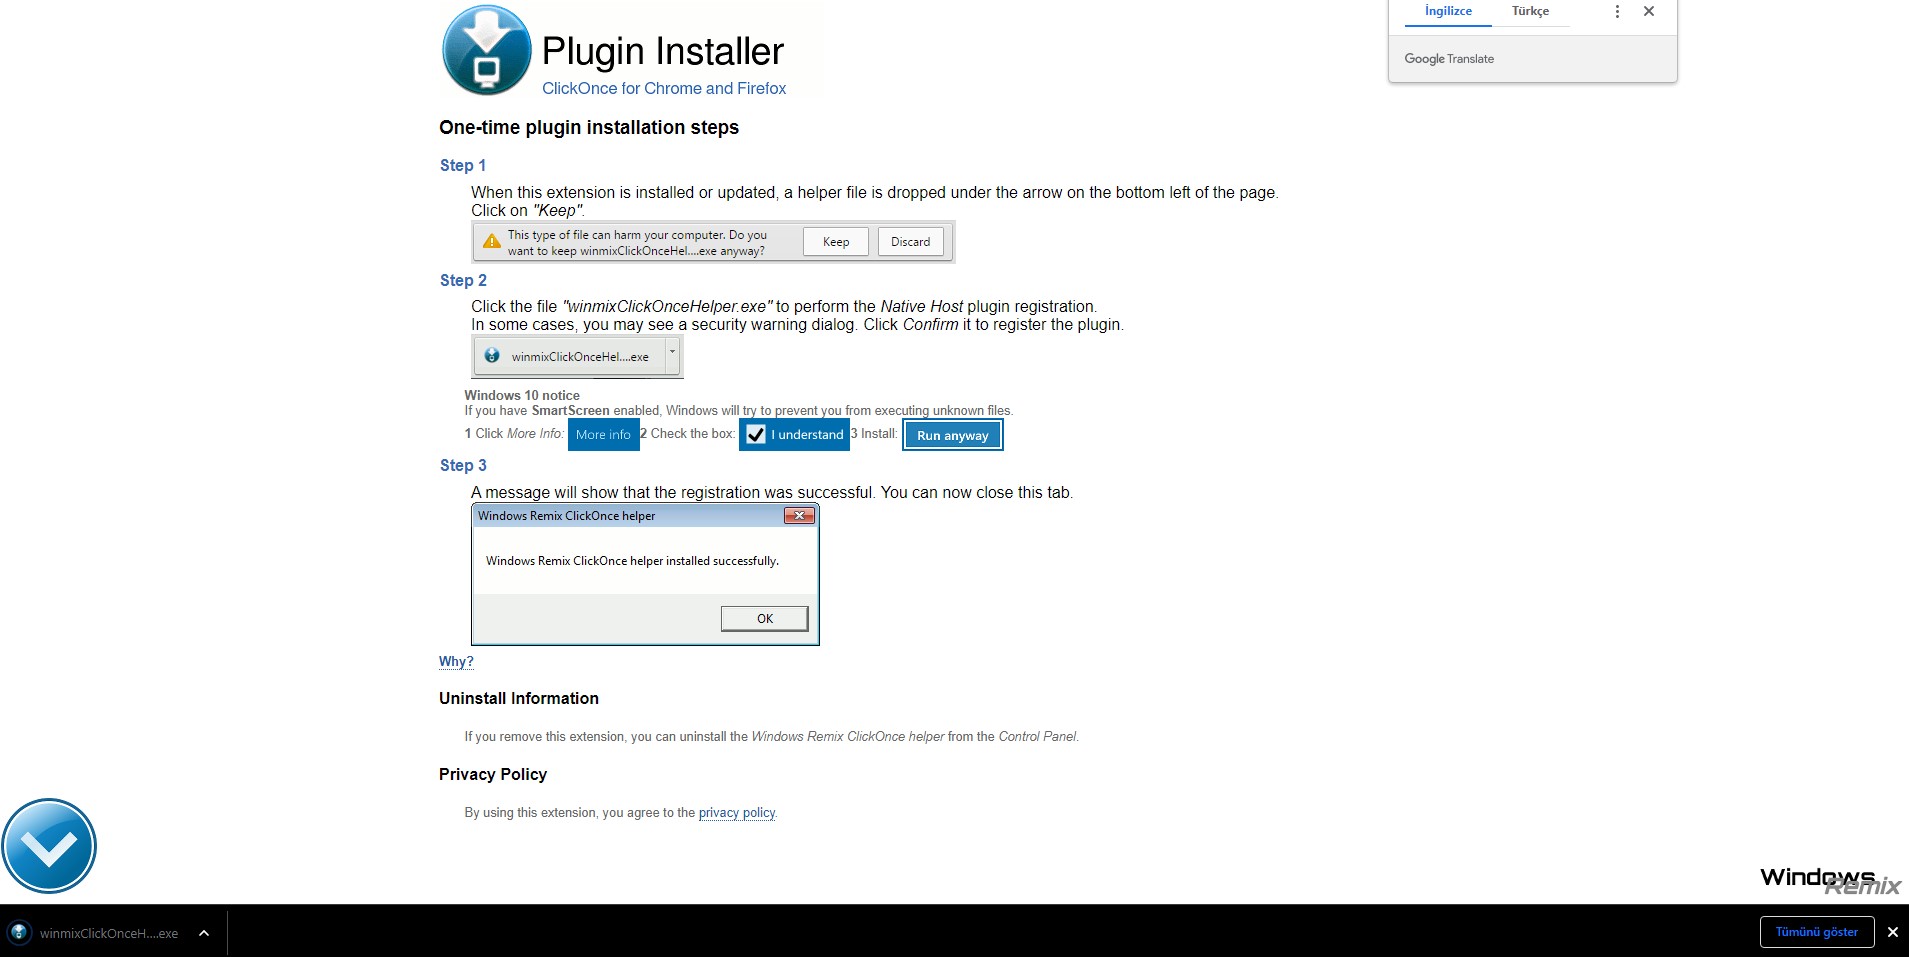 İngilizce Türkçe
Google Translate
Plugin Installer
ClickOnce for Chrome and Firefox
One-time plugin installation steps
Step 1
When this extension is installed or updated, a helper file is dropped under the arrow on the bottom left of the page.
Click on "Keep".
This type of file can harm your computer. Do you
want to keep winmixClickOnceHel....exe anyway?
Keep Discard
Step 2
Click the file "winmixClickOnceHelper.exe" to perform the Native Host plugin registration.
In some cases, you may see a security warning dialog. Click Confirm it to register the plugin.
winmixClickOnceHel....exe
Windows 10 notice
If you have SmartScreen enabled, Windows will try to prevent you from executing unknown files.
1 Click More Info: More info 2 Check the box: I understand 3 Install: Run anyway
Step 3
A message will show that the registration was successful. You can now close this tab.
Windows Remix ClickOnce helper
Windows Remix ClickOnce helper installed successfully.
OK
Why?
Uninstall Information
If you remove this extension, you can uninstall the Windows Remix ClickOnce helper from the Control Panel.
Privacy Policy
By using this extension, you agree to the privacy policy.
Windows
Remix
winmixClickOnceH....exe
Tümünü göster